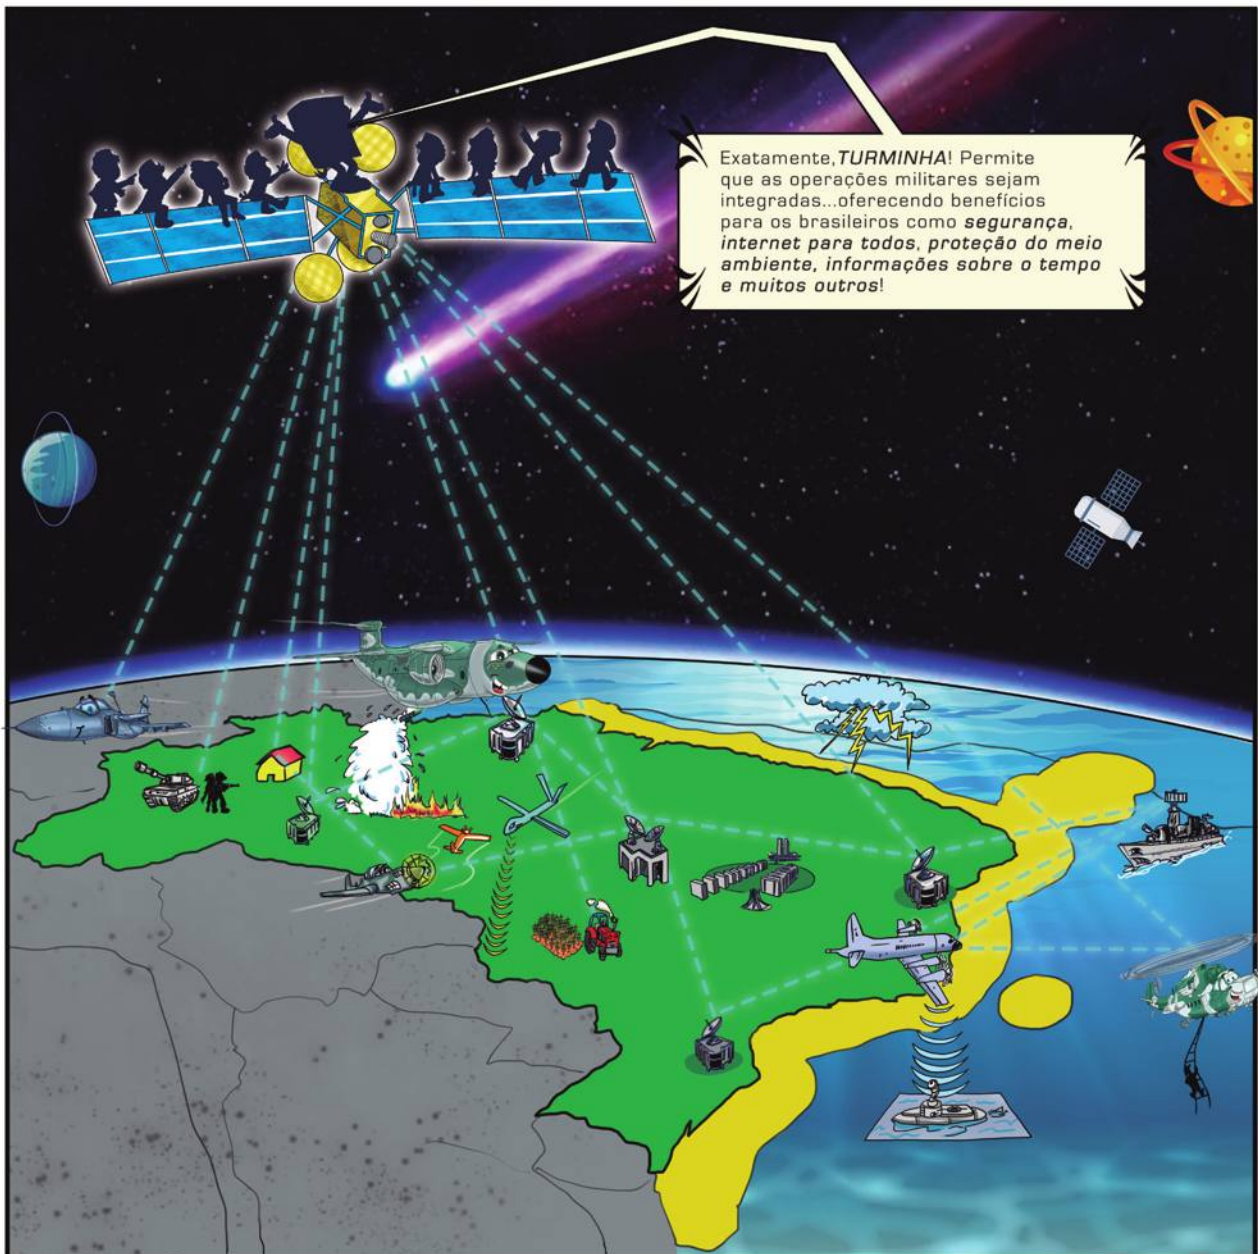 Exatamente, TURMINHA! Permite
que as operações militares sejam
integradas...oferecendo benefícios
para os brasileiros como segurança,
internet para todos, proteção do meio
ambiente, informações sobre o tempo
e muitos outros!